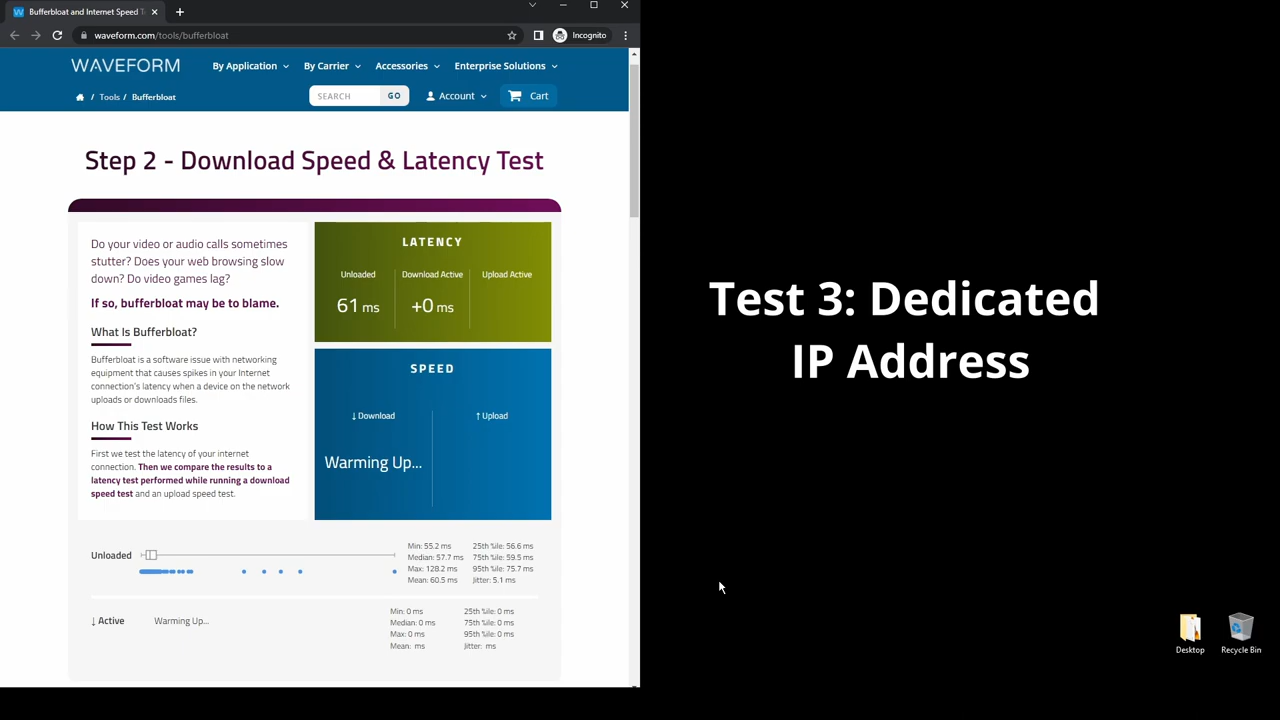 Bufferbloat and Internet Speed T
waveform.com/tools/bufferbloat
Incognito
WAVEFORM
By Application
By Carrier
Accessories
Enterprise Solutions
/ Tools / Bufferbloat
SEARCH
GO
Account
Cart
Step 2 - Download Speed & Latency Test
Do your video or audio calls sometimes
stutter? Does your web browsing slow
down? Do video games lag?
If so, bufferbloat may be to blame.
What Is Bufferbloat?
Bufferbloat is a software issue with networking
equipment that causes spikes in your Internet
connection's latency when a device on the network
uploads or downloads files.
How This Test Works
First we test the latency of your internet
connection. Then we compare the results to a
latency test performed while running a download
speed test and an upload speed test.
LATENCY
Unloaded
Download Active
Upload Active
61 ms
+0 ms
SPEED
↓ Download
↑ Upload
Warming Up...
Unloaded
Min: 55.2 ms
Median: 57.7 ms
Max: 128.2 ms
Mean: 60.5 ms
25th %ile: 56.6 ms
75th %ile: 59.5 ms
95th %ile: 75.7 ms
Jitter: 5.1 ms
↓ Active
Warming Up...
Min: 0 ms
Median: 0 ms
Max: 0 ms
Mean: ms
25th %ile: 0 ms
75th %ile: 0 ms
95th %ile: 0 ms
Jitter: ms
Test 3: Dedicated
IP Address
Desktop
Recycle Bin